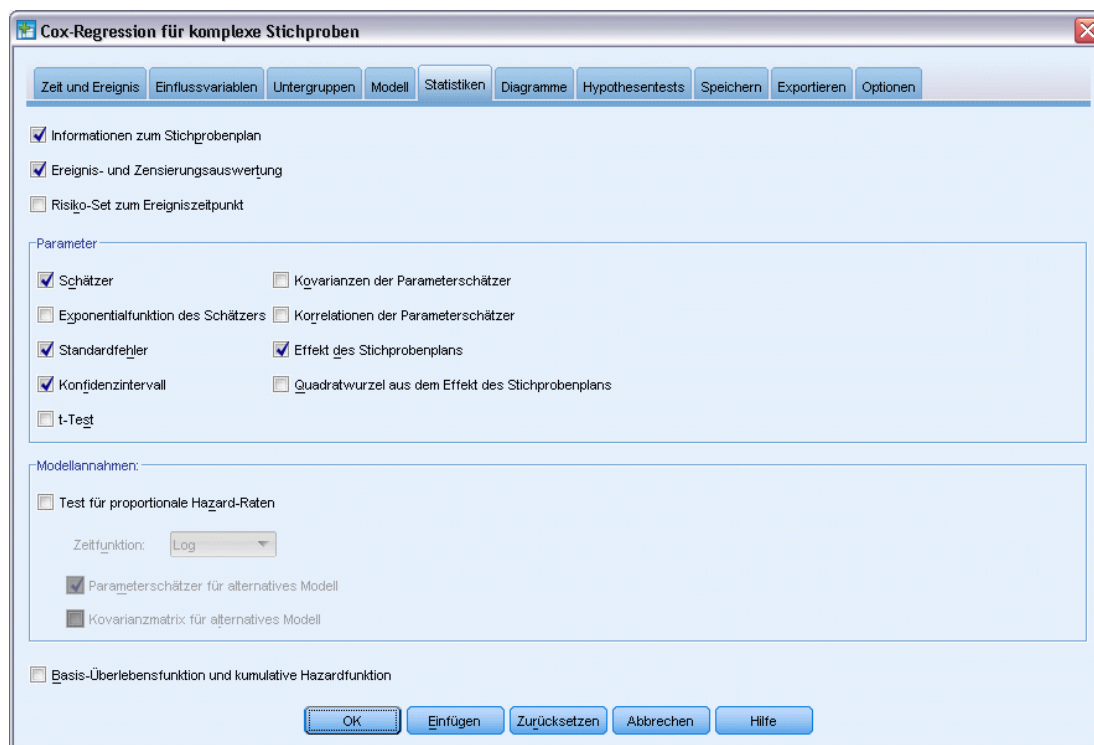 Cox-Regression für komplexe Stichproben
Zeit und Ereignis Einflussvariablen Untergruppen Modell Statistiken Diagramme Hypothesentests Speichern Exportieren Optionen
Informationen zum Stichprobenplan
Ereignis- und Zensierungsauswertung
Risiko-Set zum Ereigniszeitpunkt
Parameter
Schätzer Kovarianzen der Parameterschätzer
Exponentialfunktion des Schätzers Korrelationen der Parameterschätzer
Standardfehler Effekt des Stichprobenplans
Konfidenzintervall Quadratwurzel aus dem Effekt des Stichprobenplans
t-Test
Modellannahmen:
Test für proportionale Hazard-Raten
Zeitfunktion: Log
Parameterschätzer für alternatives Modell
Kovarianzmatrix für alternatives Modell
Basis-Überlebensfunktion und kumulative Hazardfunktion
OK Einfügen Zurücksetzen Abbrechen Hilfe